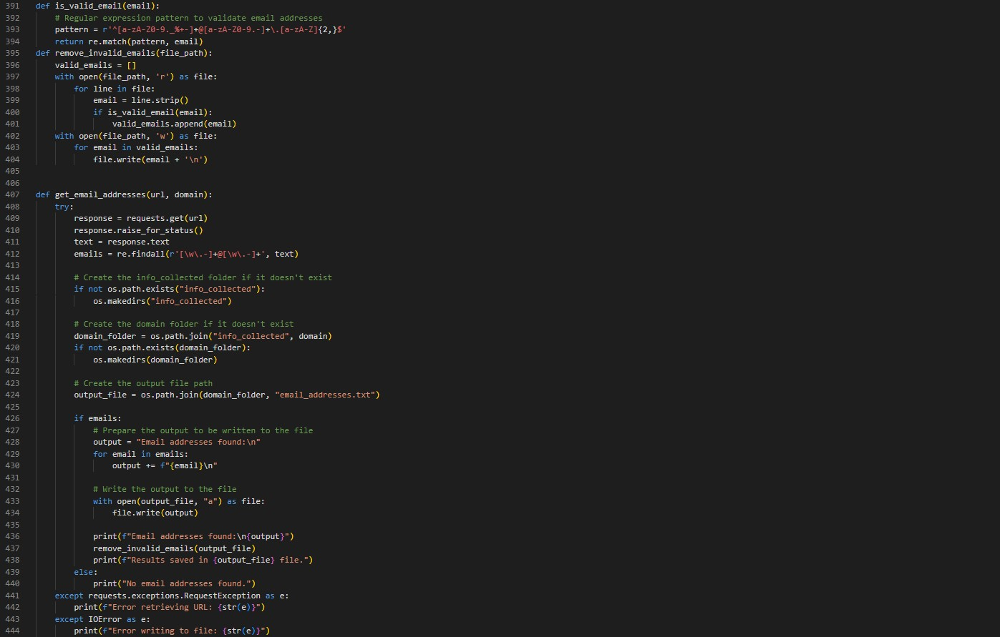 391 def is_valid_email(email):
392     # Regular expression pattern to validate email addresses
393     pattern = r'^[a-zA-Z0-9._%+-]+@[a-zA-Z0-9.-]+\.[a-zA-Z]{2,}$'
394     return re.match(pattern, email)
395 def remove_invalid_emails(file_path):
396     valid_emails = []
397     with open(file_path, 'r') as file:
398         for line in file:
399             email = line.strip()
400             if is_valid_email(email):
401                 valid_emails.append(email)
402     with open(file_path, 'w') as file:
403         for email in valid_emails:
404             file.write(email + '\n')
405
406
407 def get_email_addresses(url, domain):
408     try:
409         response = requests.get(url)
410         response.raise_for_status()
411         text = response.text
412         emails = re.findall(r'[\w\.-]+@[\w\.-]+', text)
413
414         # Create the info_collected folder if it doesn't exist
415         if not os.path.exists("info_collected"):
416             os.makedirs("info_collected")
417
418         # Create the domain folder if it doesn't exist
419         domain_folder = os.path.join("info_collected", domain)
420         if not os.path.exists(domain_folder):
421             os.makedirs(domain_folder)
422
423         # Create the output file path
424         output_file = os.path.join(domain_folder, "email_addresses.txt")
425
426         if emails:
427             # Prepare the output to be written to the file
428             output = "Email addresses found:\n"
429             for email in emails:
430                 output += f"{email}\n"
431
432             # Write the output to the file
433             with open(output_file, "a") as file:
434                 file.write(output)
435
436             print(f"Email addresses found:\n{output}")
437             remove_invalid_emails(output_file)
438             print(f"Results saved in {output_file} file.")
439         else:
440             print("No email addresses found.")
441     except requests.exceptions.RequestException as e:
442         print(f"Error retrieving URL: {str(e)}")
443     except IOError as e:
444         print(f"Error writing to file: {str(e)}")